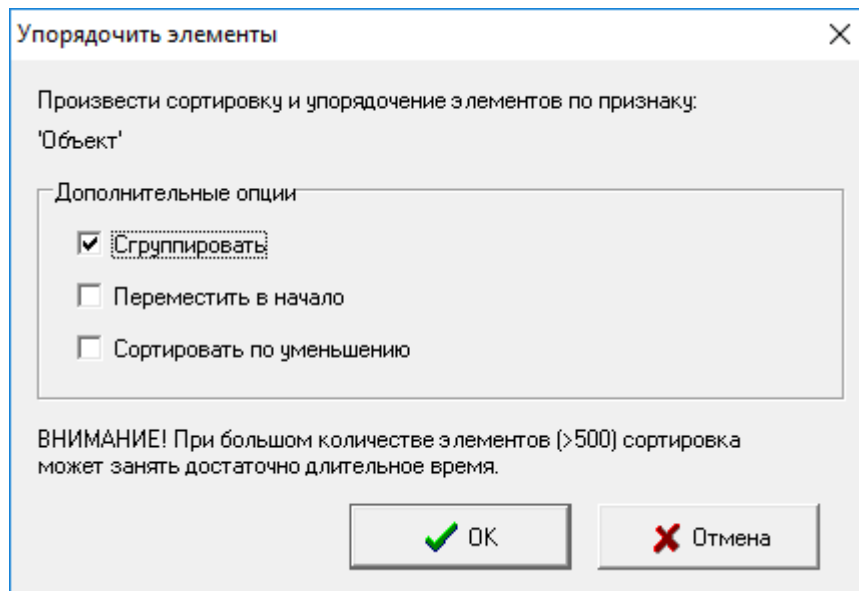 Упорядочить элементы
Произвести сортировку и упорядочение элементов по признаку:
'Объект'
Дополнительные опции
Сгруппировать
Переместить в начало
Сортировать по уменьшению
ВНИМАНИЕ! При большом количестве элементов (>500) сортировка
может занять достаточно длительное время.
OK
Отмена